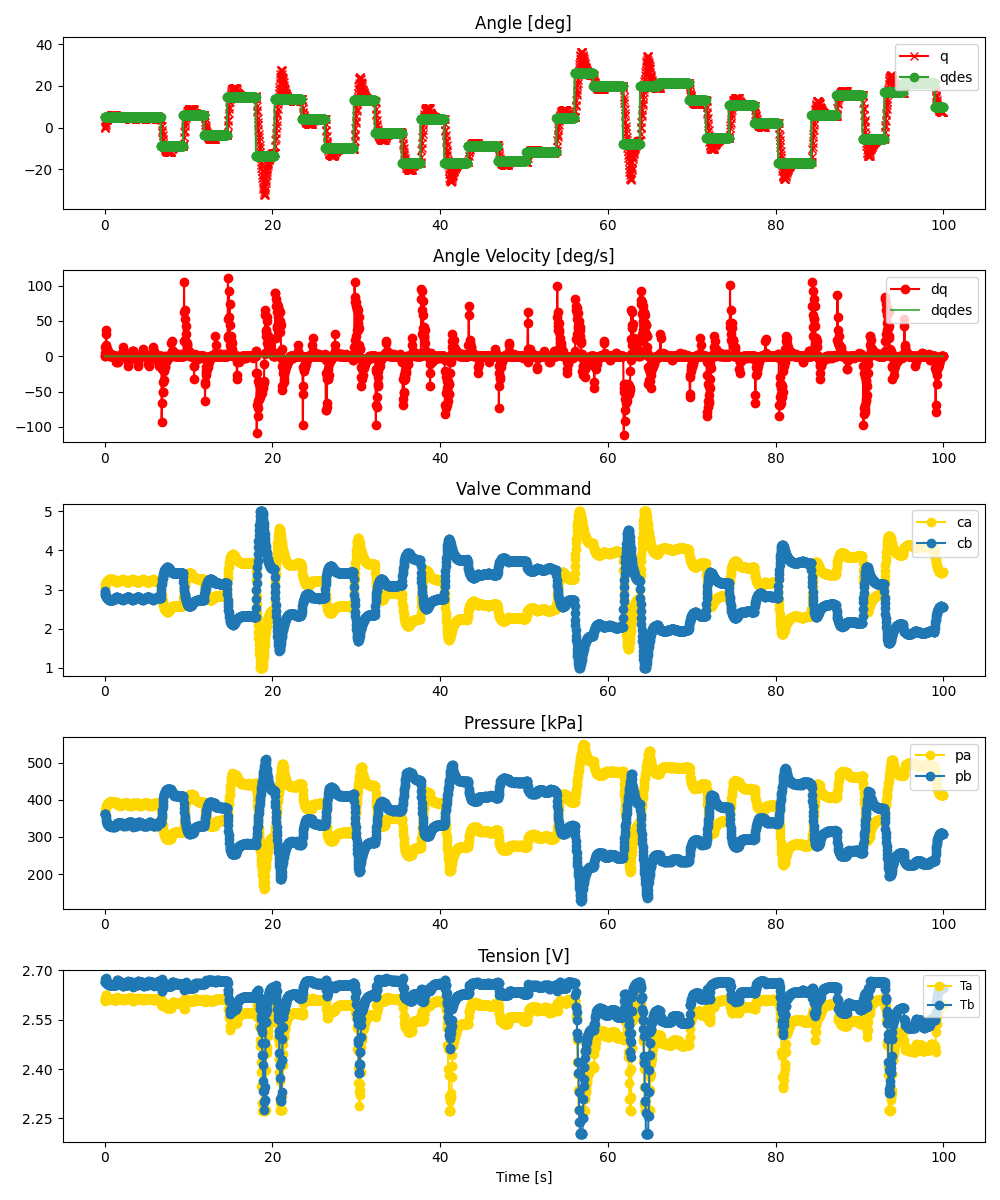 Angle [deg]
40
20
0
−20
q
qdes
0 20 40 60 80 100
Angle Velocity [deg/s]
100
50
0
−50
−100
dq
dqdes
0 20 40 60 80 100
Valve Command
5
4
3
2
1
ca
cb
0 20 40 60 80 100
Pressure [kPa]
500
400
300
200
pa
pb
0 20 40 60 80 100
Tension [V]
2.70
2.55
2.40
2.25
Ta
Tb
0 20 40 60 80 100
Time [s]